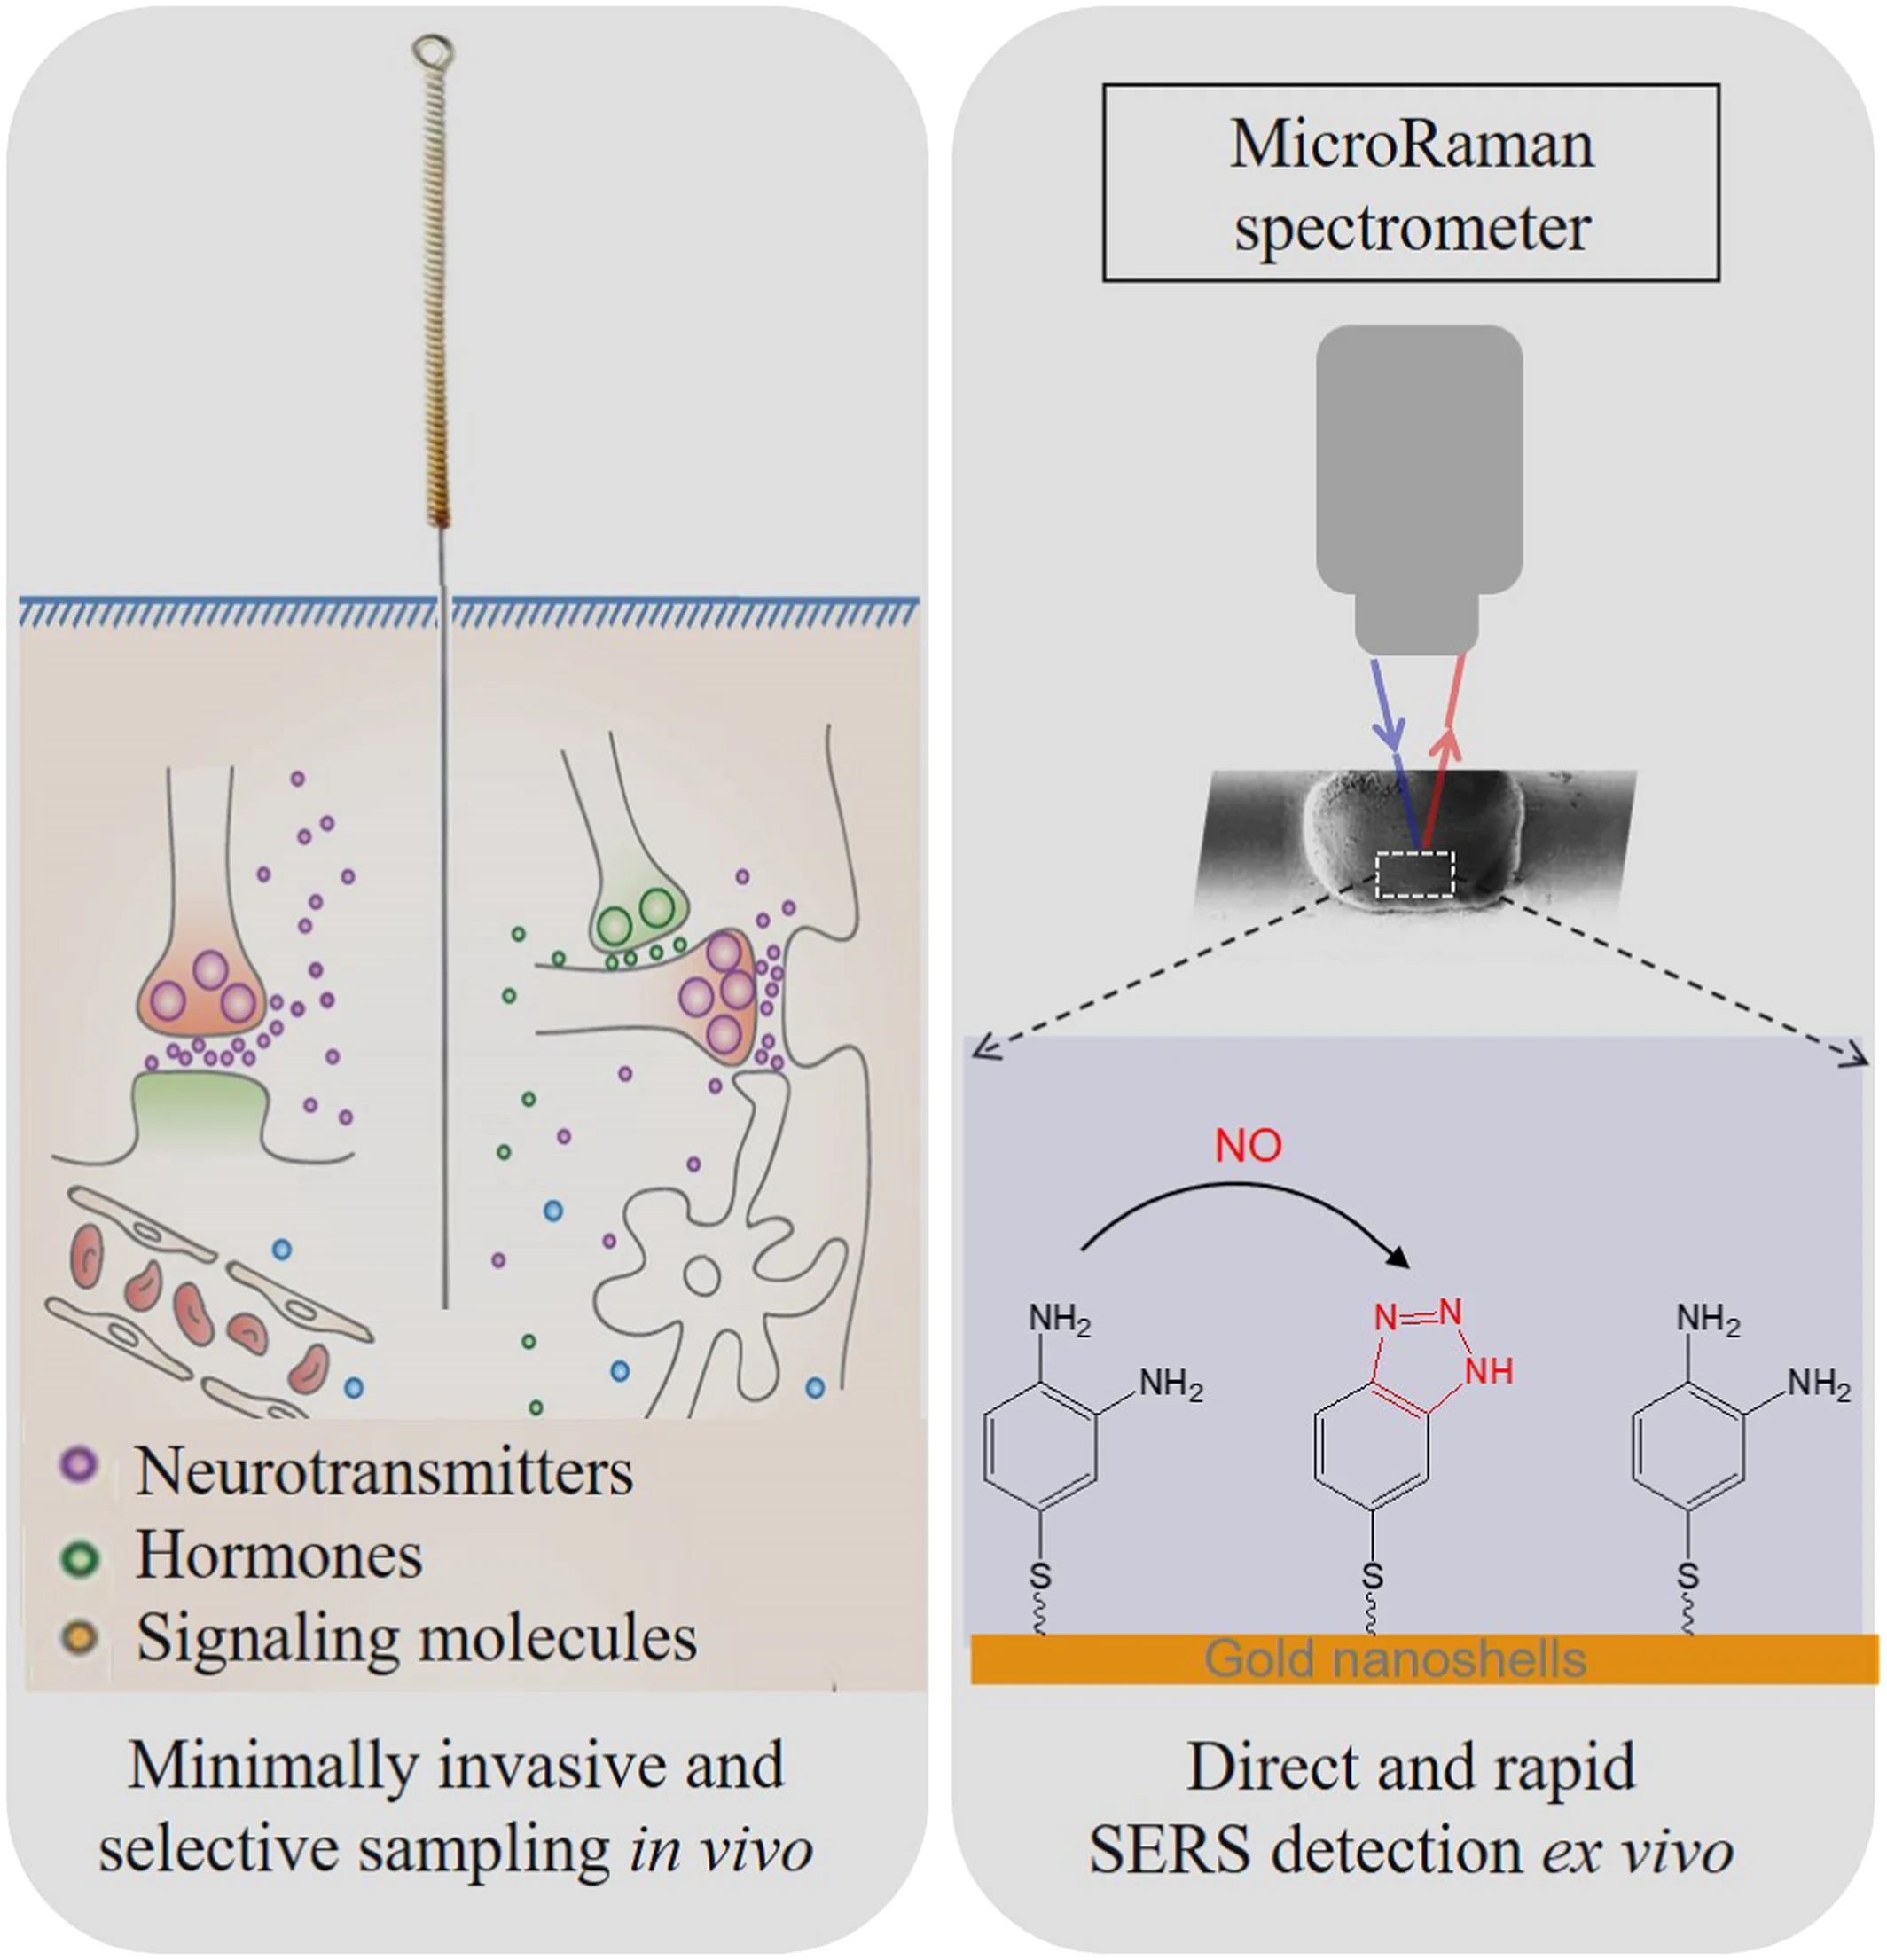 Neurotransmitters
Hormones
Signaling molecules
Minimally invasive and
selective sampling in vivo
MicroRaman
spectrometer
NO
NH2
NH2
N
N
NH
NH2
NH2
S
S
S
Gold nanoshells
Direct and rapid
SERS detection ex vivo